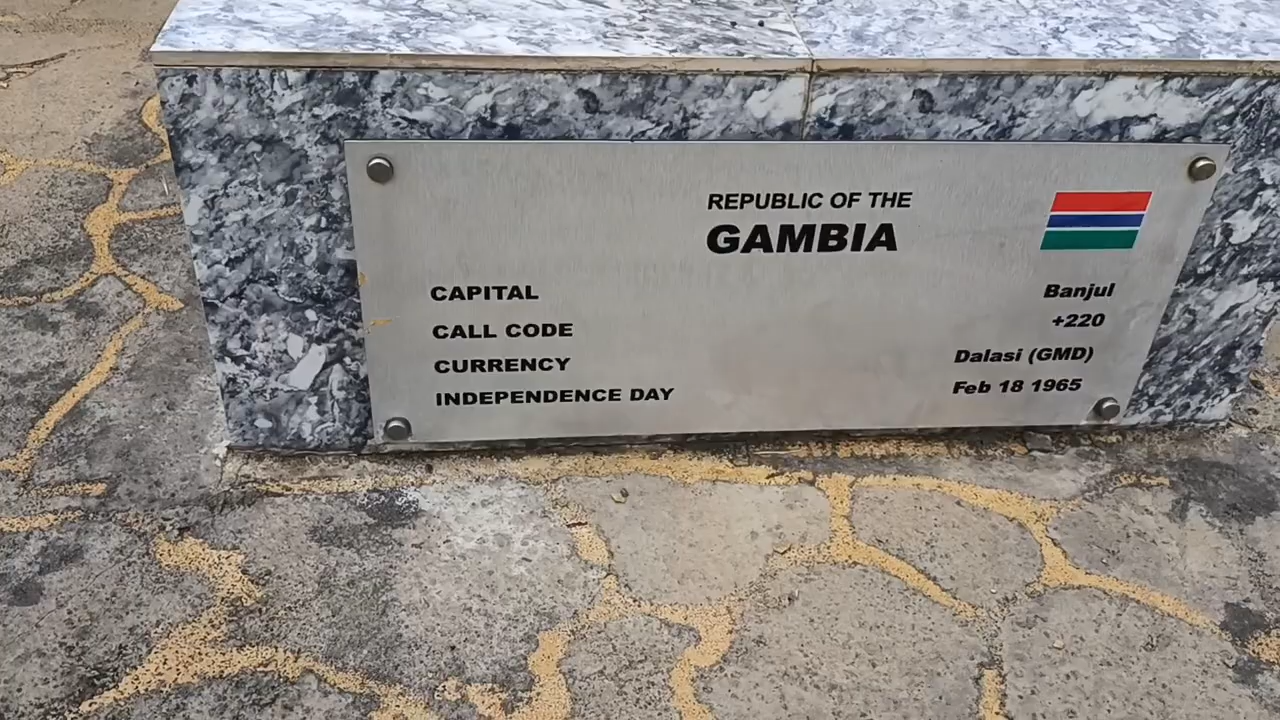 REPUBLIC OF THE
GAMBIA
CAPITAL Banjul
CALL CODE +220
CURRENCY Dalasi (GMD)
INDEPENDENCE DAY Feb 18 1965